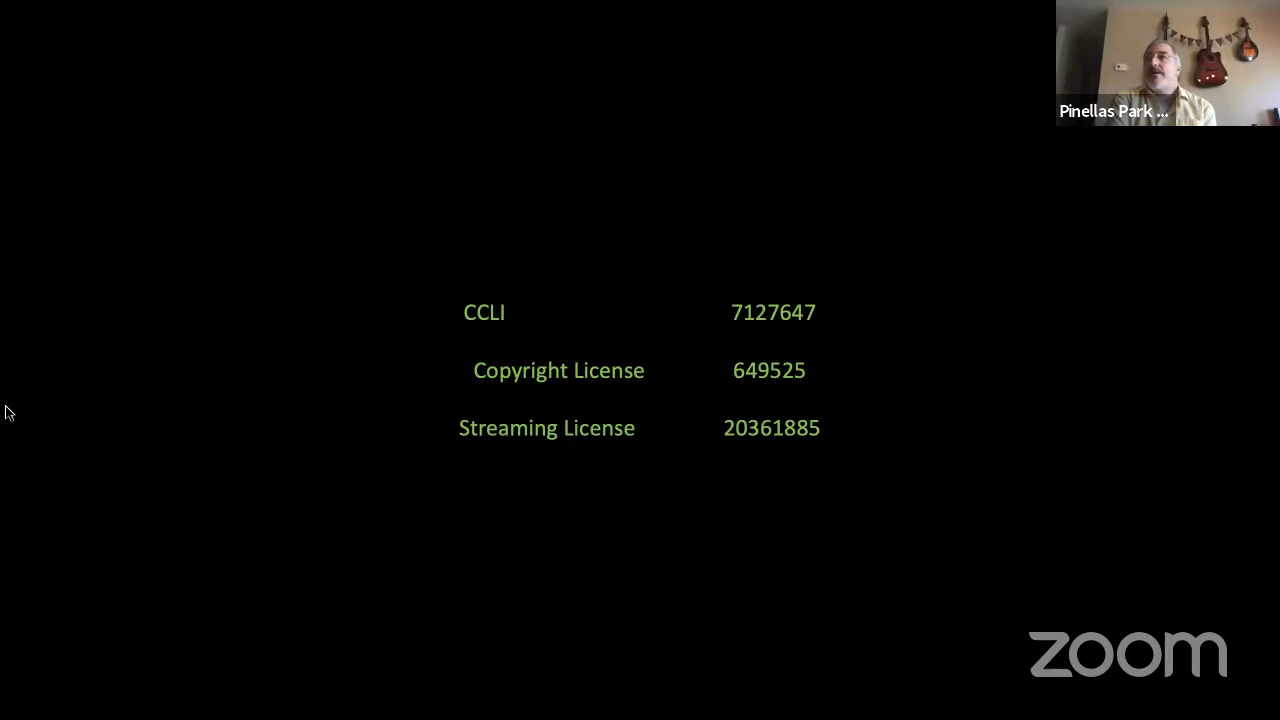 Pinellas Park ...
CCLI 7127647
Copyright License 649525
Streaming License 20361885
zoom